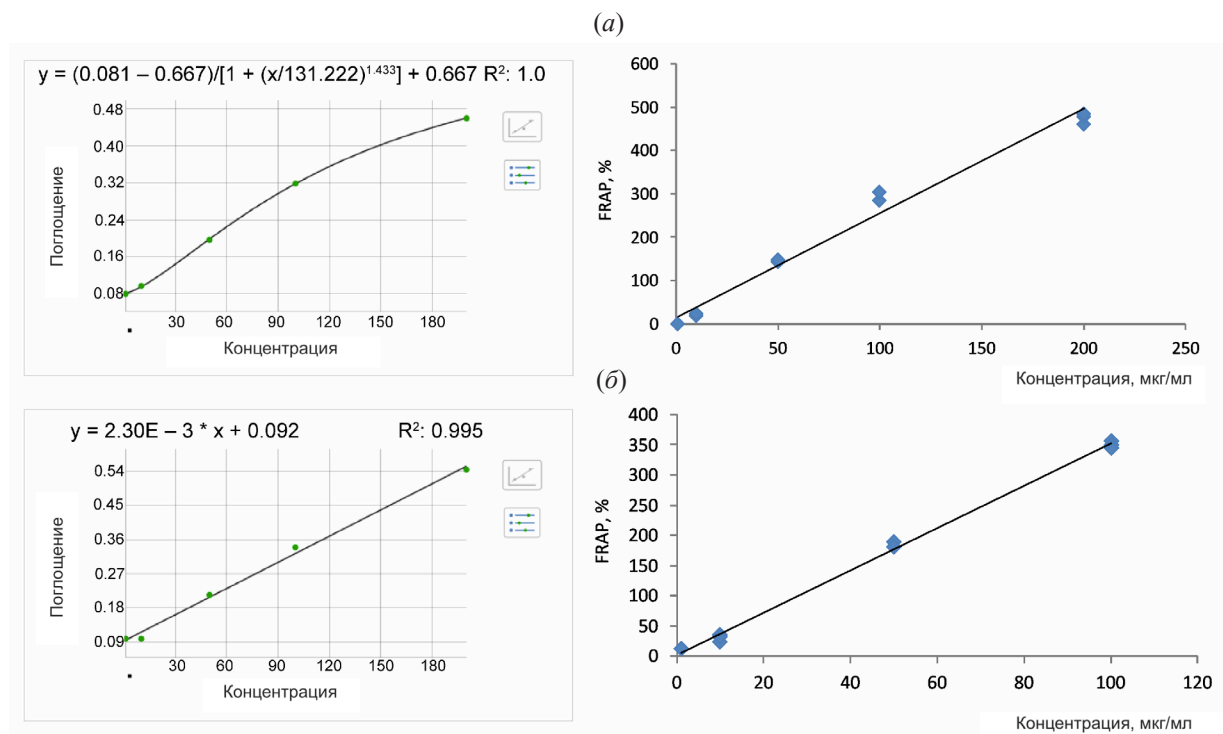 (а)
y = (0.081 – 0.667)/[1 + (x/131.222)^1.433] + 0.667 R²: 1.0
0.48
0.40
0.32
0.24
0.16
0.08
Поглощение
30 60 90 120 150 180
Концентрация
600
500
400
300
200
100
0
FRAP, %
0 50 100 150 200 250
Концентрация, мкг/мл
(б)
y = 2.30E – 3 * x + 0.092 R²: 0.995
0.54
0.45
0.36
0.27
0.18
0.09
Поглощение
30 60 90 120 150 180
Концентрация
400
350
300
250
200
150
100
50
0
FRAP, %
0 20 40 60 80 100 120
Концентрация, мкг/мл